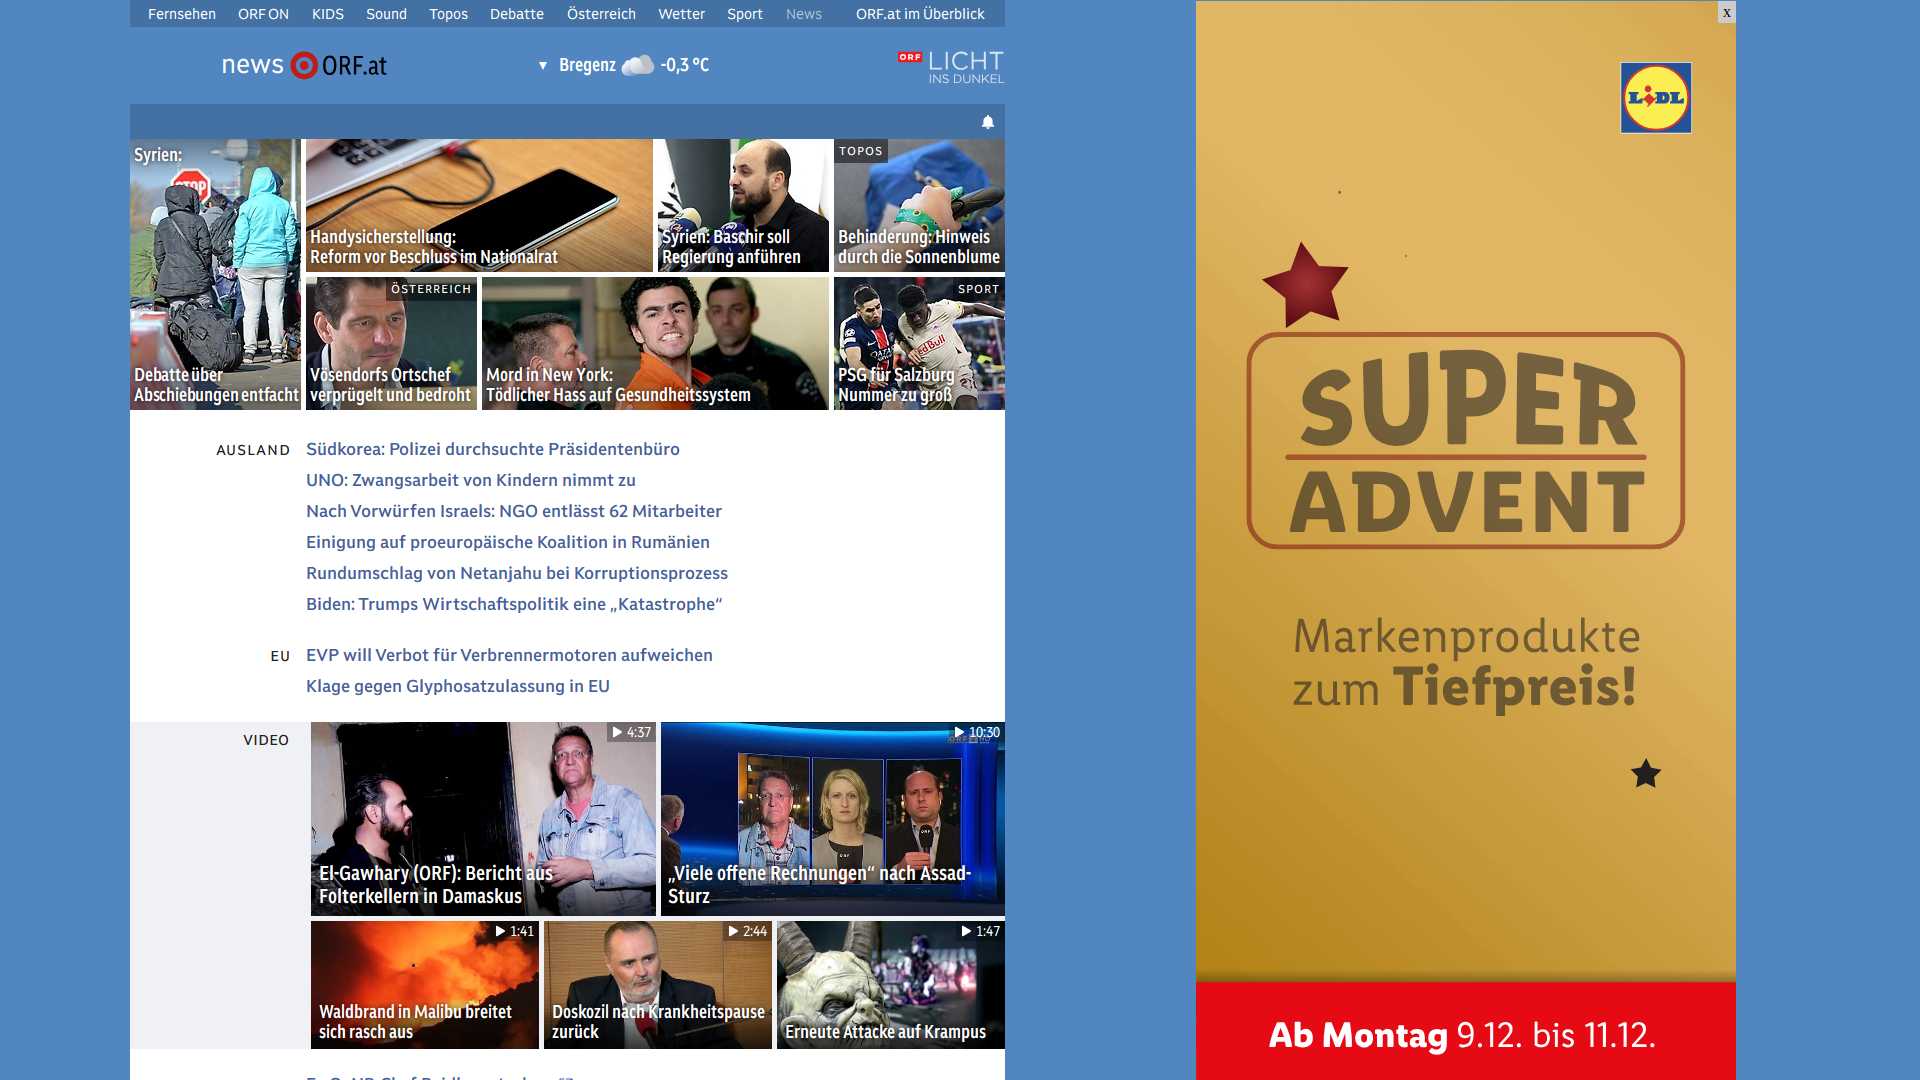 Fernsehen ORF ON KIDS Sound Topos Debatte Österreich Wetter Sport News ORF.at im Überblick
news ORF.at
▼ Bregenz -0,3 °C
ORF LICHT
INS DUNKEL
Syrien:
STOP
Debatte über
Abschiebungen entfacht
Handysicherstellung:
Reform vor Beschluss im Nationalrat
Syrien: Baschir soll
Regierung anführen
TOPOS
Behinderung: Hinweis
durch die Sonnenblume
ÖSTERREICH
Vösendorfs Ortschef
verprügelt und bedroht
Mord in New York:
Tödlicher Hass auf Gesundheitssystem
SPORT
Red Bull
PSG für Salzburg
Nummer zu groß
AUSLAND
Südkorea: Polizei durchsuchte Präsidentenbüro
UNO: Zwangsarbeit von Kindern nimmt zu
Nach Vorwürfen Israels: NGO entlässt 62 Mitarbeiter
Einigung auf proeuropäische Koalition in Rumänien
Rundumschlag von Netanjahu bei Korruptionsprozess
Biden: Trumps Wirtschaftspolitik eine „Katastrophe“
EU
EVP will Verbot für Verbrennermotoren aufweichen
Klage gegen Glyphosatzulassung in EU
VIDEO
4:37
El-Gawhary (ORF): Bericht aus
Folterkellern in Damaskus
10:30
„Viele offene Rechnungen“ nach Assad-
Sturz
1:41
Waldbrand in Malibu breitet
sich rasch aus
2:44
Doskozil nach Krankheitspause
zurück
1:47
Erneute Attacke auf Krampus
X
LIDL
SUPER
ADVENT
Markenprodukte
zum Tiefpreis!
Ab Montag 9.12. bis 11.12.